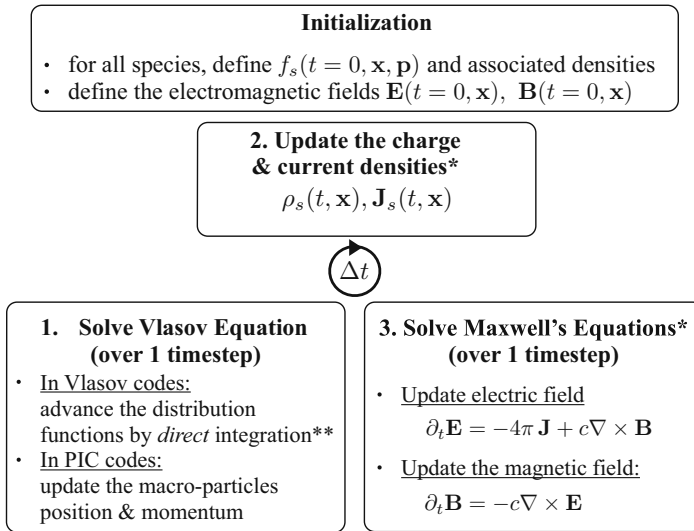 Initialization
· for all species, define f_s(t = 0, x, p) and associated densities
· define the electromagnetic fields E(t = 0, x), B(t = 0, x)
2. Update the charge
& current densities*
ρ_s(t, x), J_s(t, x)
Δt
1. Solve Vlasov Equation
(over 1 timestep)
· In Vlasov codes:
advance the distribution
functions by direct integration**
· In PIC codes:
update the macro-particles
position & momentum
3. Solve Maxwell's Equations*
(over 1 timestep)
· Update electric field
∂_t E = −4π J + c∇ × B
· Update the magnetic field:
∂_t B = −c∇ × E